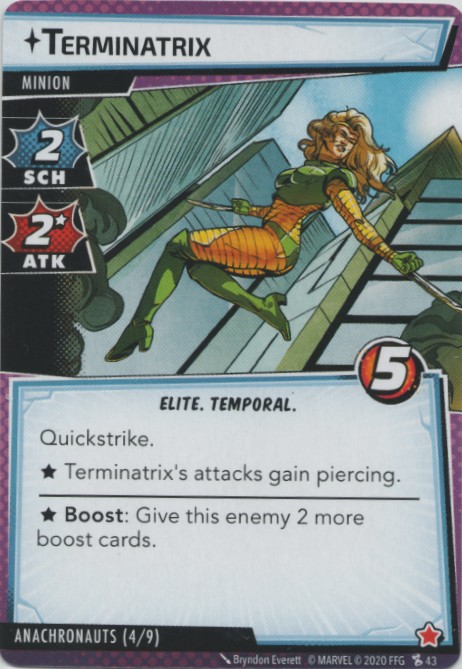 TERMINATRIX
MINION
2
SCH
2★
ATK
5
ELITE. TEMPORAL.
Quickstrike.
★ Terminatrix's attacks gain piercing.
★ Boost: Give this enemy 2 more
boost cards.
ANACHRONAUTS (4/9)
Bryndon Everett © MARVEL © 2020 FFG 43